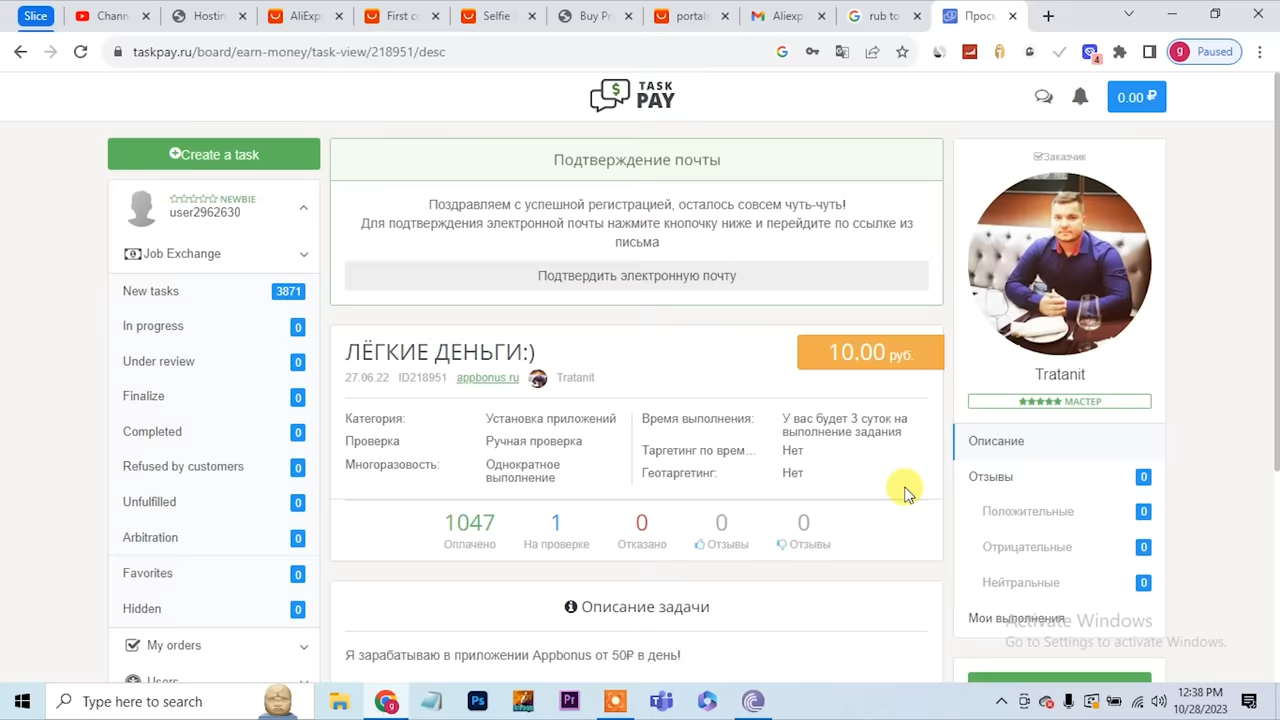 Slice
Chann
Hostin
AliExp
First c
Selfie
Buy Pr
porta
Aliexp
rub to
Прос
taskpay.ru/board/earn-money/task-view/218951/desc
4
g Paused
$ TASK
PAY
0.00 ₽
Create a task
NEWBIE
user2962630
Job Exchange
New tasks 3871
In progress 0
Under review 0
Finalize 0
Completed 0
Refused by customers 0
Unfulfilled 0
Arbitration 0
Favorites 0
Hidden 0
My orders
Users
Подтверждение почты
Поздравляем с успешной регистрацией, осталось совсем чуть-чуть!
Для подтверждения электронной почты нажмите кнопочку ниже и перейдите по ссылке из
письма
Подтвердить электронную почту
ЛЁГКИЕ ДЕНЬГИ:)
10.00 руб.
27.06.22 ID218951 appbonus.ru Tratanit
Категория: Установка приложений
Проверка Ручная проверка
Многоразовость: Однократное
выполнение
Время выполнения: У вас будет 3 суток на
выполнение задания
Таргетинг по врем... Нет
Геотаргетинг: Нет
1047 1 0 0 0
Оплачено На проверке Отказано Отзывы Отзывы
Описание задачи
Я зарабатываю в приложении Appbonus от 50₽ в день!
Заказчик
Tratanit
МАСТЕР
Описание
Отзывы 0
Положительные 0
Отрицательные 0
Нейтральные 0
Мои выполнения
Activate Windows
Go to Settings to activate Windows.
Type here to search
Ps
Pr
12:38 PM
10/28/2023